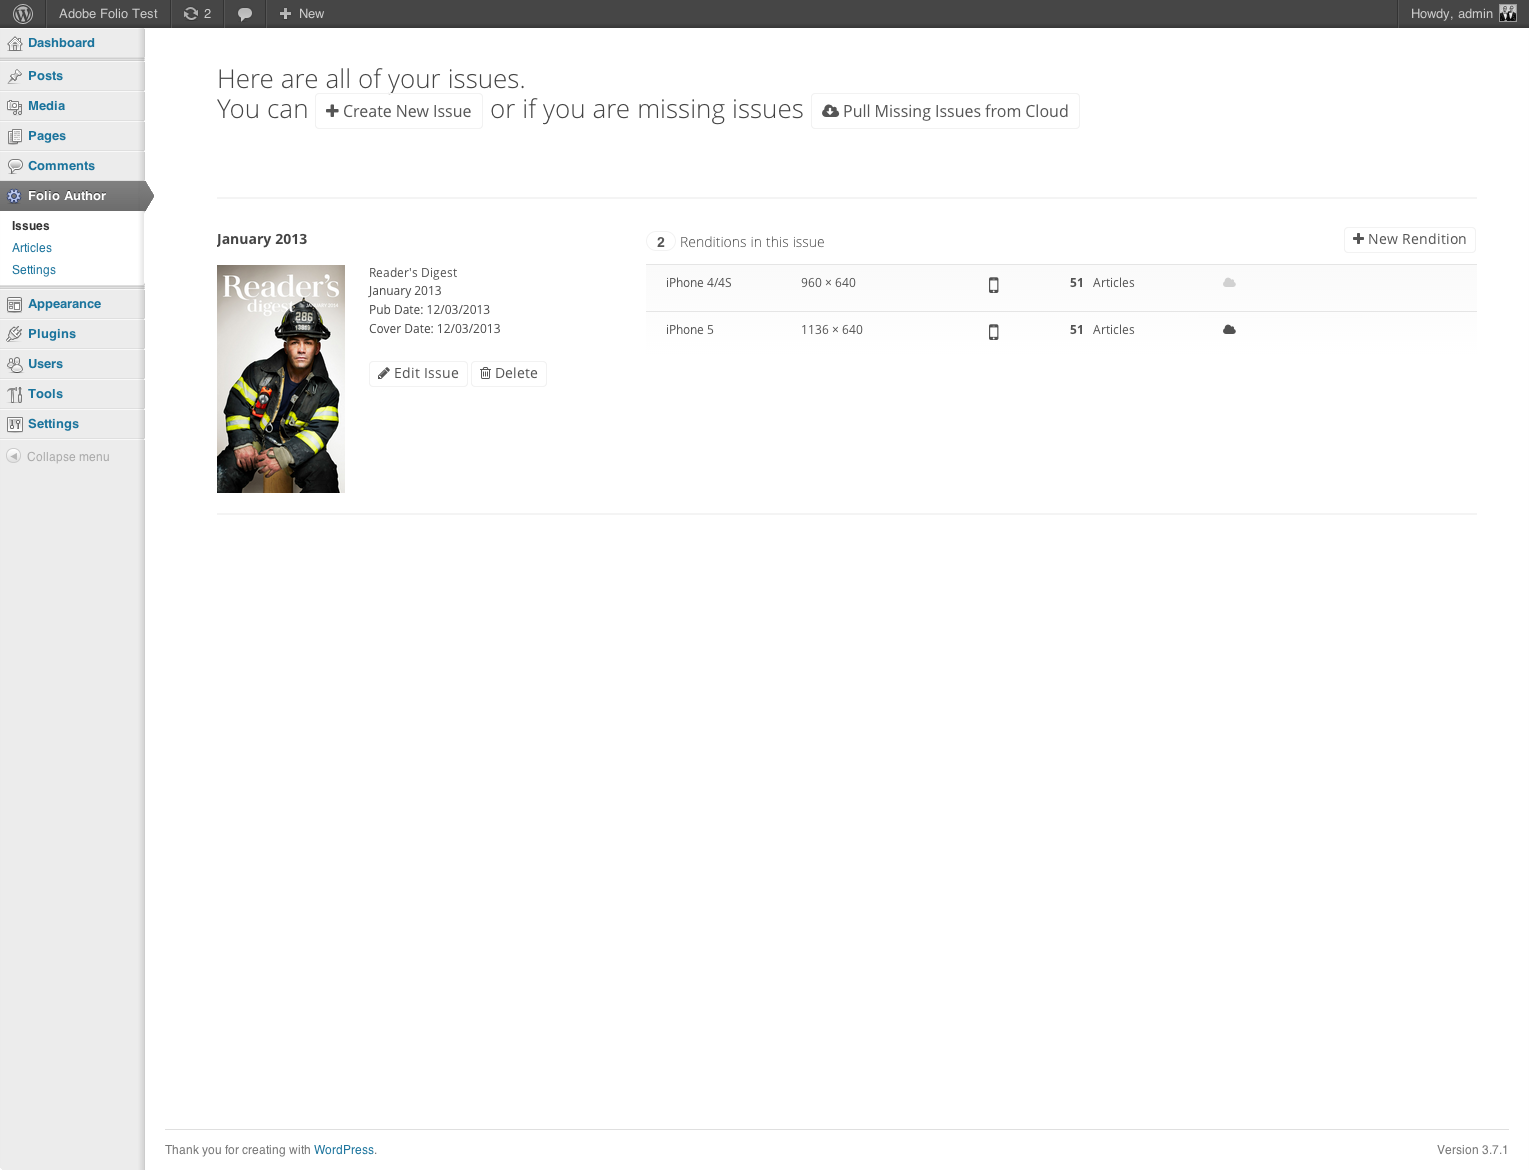 Adobe Folio Test 2 New Howdy, admin
Dashboard
Posts
Media
Pages
Comments
Folio Author
Issues
Articles
Settings
Appearance
Plugins
Users
Tools
Settings
Collapse menu
Here are all of your issues.
You can Create New Issue or if you are missing issues Pull Missing Issues from Cloud
January 2013
Reader's
digest
286
Reader's Digest
January 2013
Pub Date: 12/03/2013
Cover Date: 12/03/2013
Edit Issue Delete
2 Renditions in this issue New Rendition
iPhone 4/4S 960 × 640 51 Articles
iPhone 5 1136 × 640 51 Articles
Thank you for creating with WordPress. Version 3.7.1